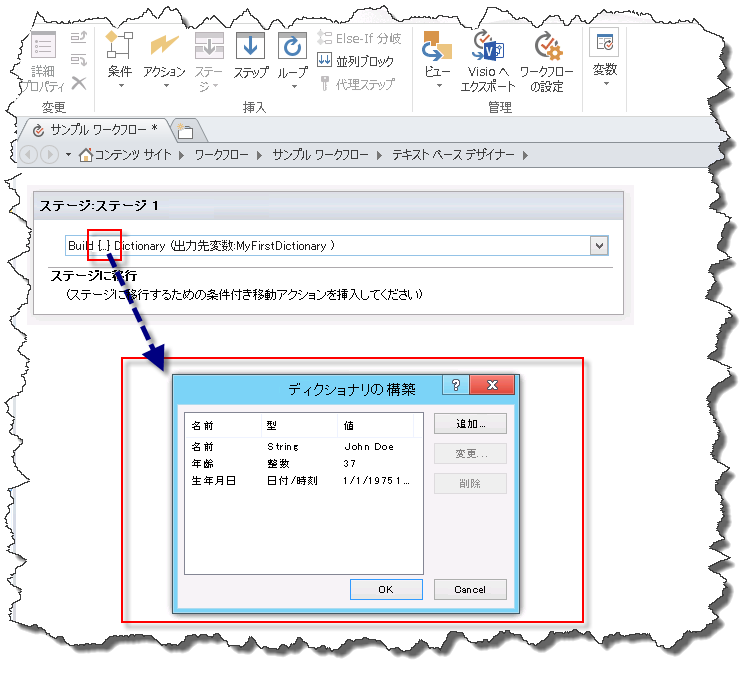 詳細
プロパティ
変更
条件
アクション
ステー
ジ
ステップ
ループ
Else-If 分岐
並列ブロック
代理ステップ
挿入
ビュー
Visio へ
エクスポート
ワークフロー
の設定
管理
変数
サンプル ワークフロー *
コンテンツ サイト
ワークフロー
サンプル ワークフロー
テキスト ベース デザイナー
ステージ:ステージ 1
Build {...} Dictionary (出力先変数:MyFirstDictionary )
ステージに移行
(ステージに移行するための条件付き移動アクションを挿入してください)
ディクショナリの構築
?
名前 型 値
名前 String John Doe
年齢 整数 37
生年月日 日付/時刻 1/1/1975 1...
追加...
変更...
削除
OK
Cancel